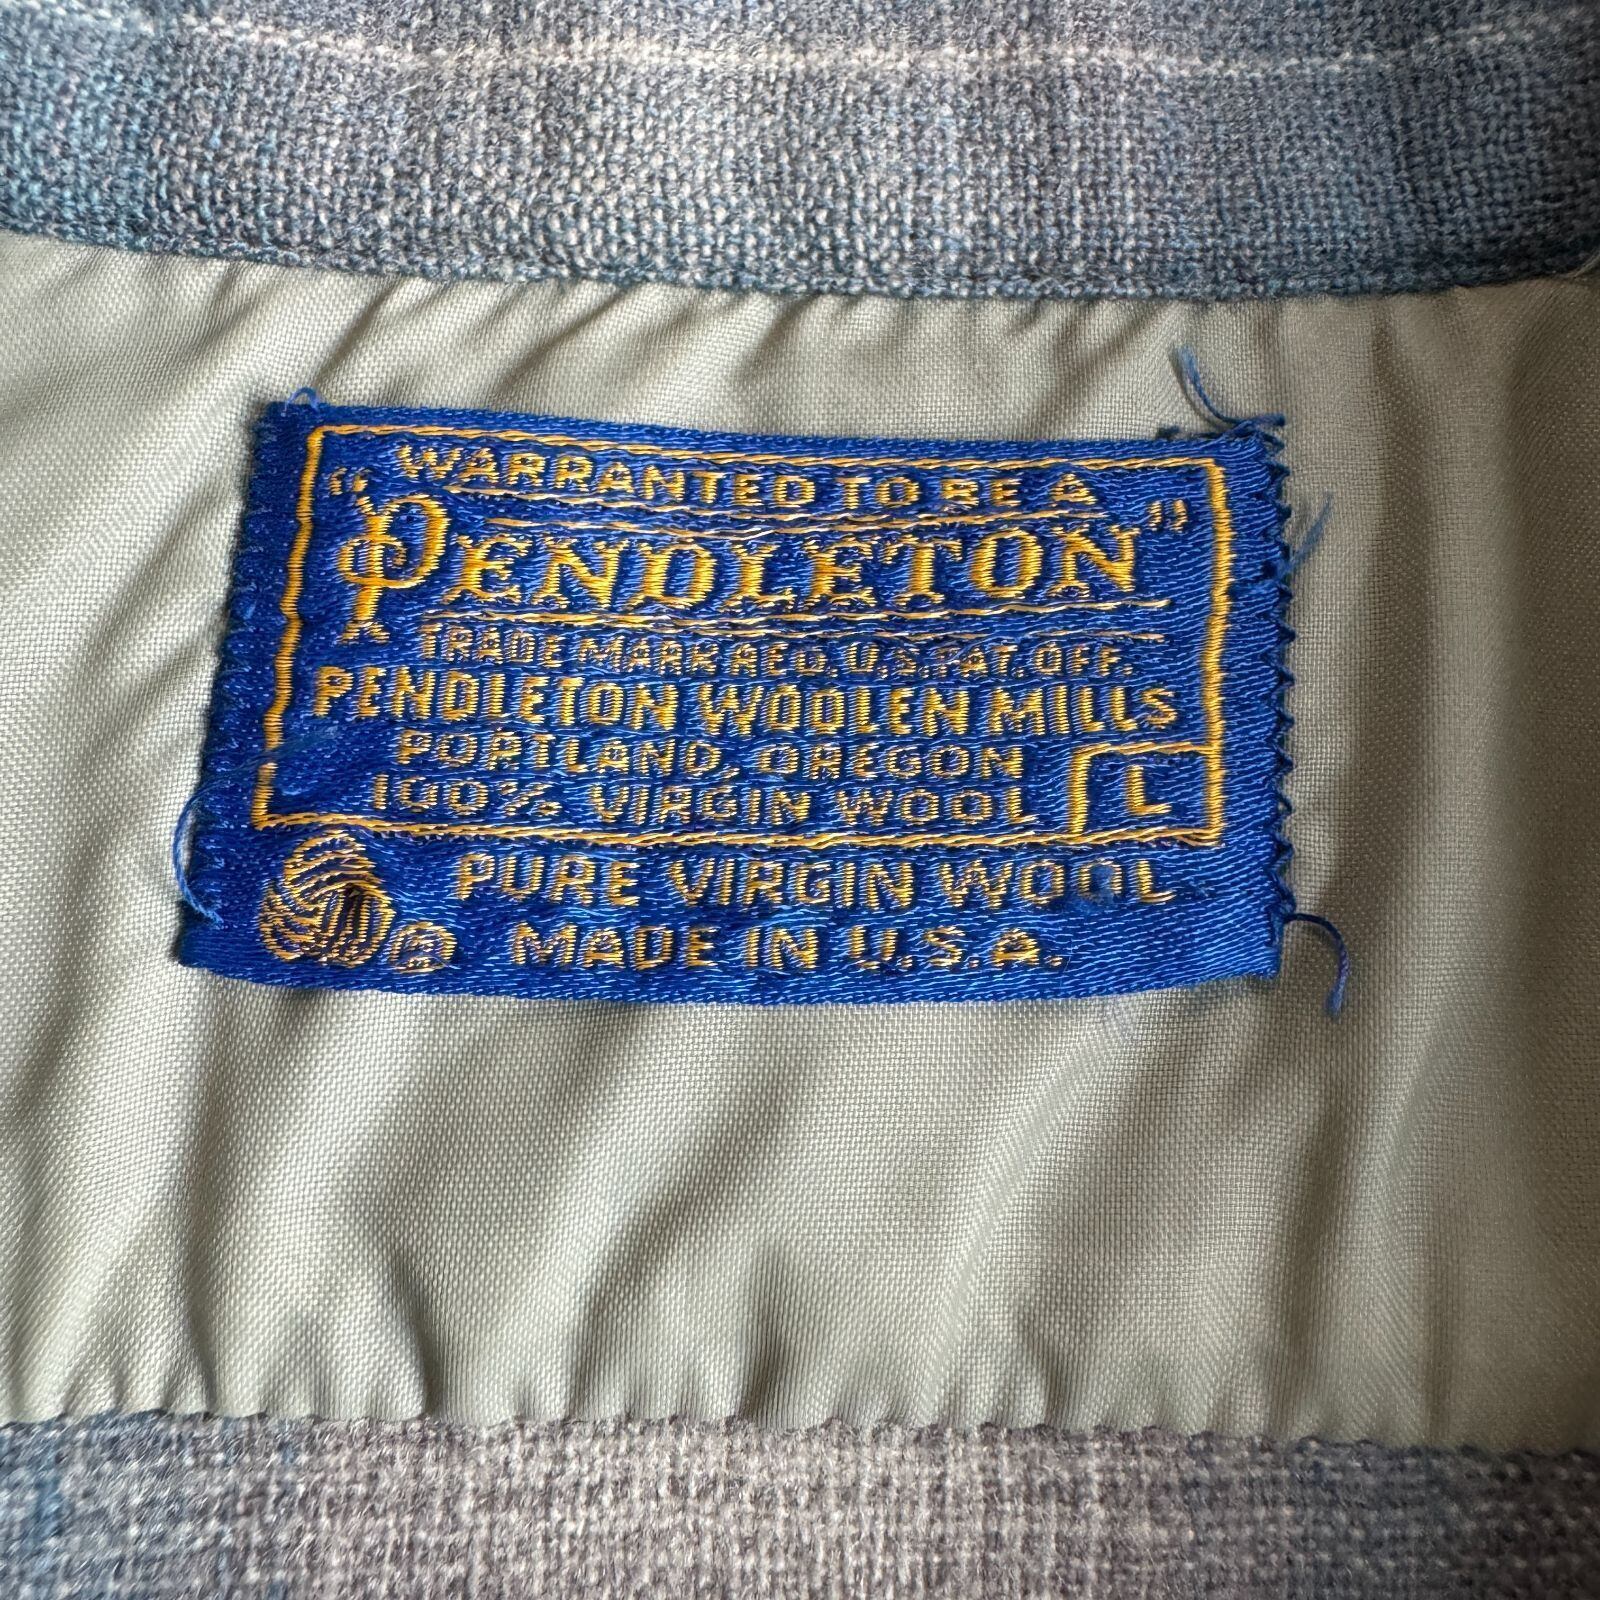 WARRANTED TO BE A
"PENDLETON"
TRADE MARK REG. U.S. PAT. OFF.
PENDLETON WOOLEN MILLS
PORTLAND, OREGON
100% VIRGIN WOOL L
PURE VIRGIN WOOL
MADE IN U.S.A.